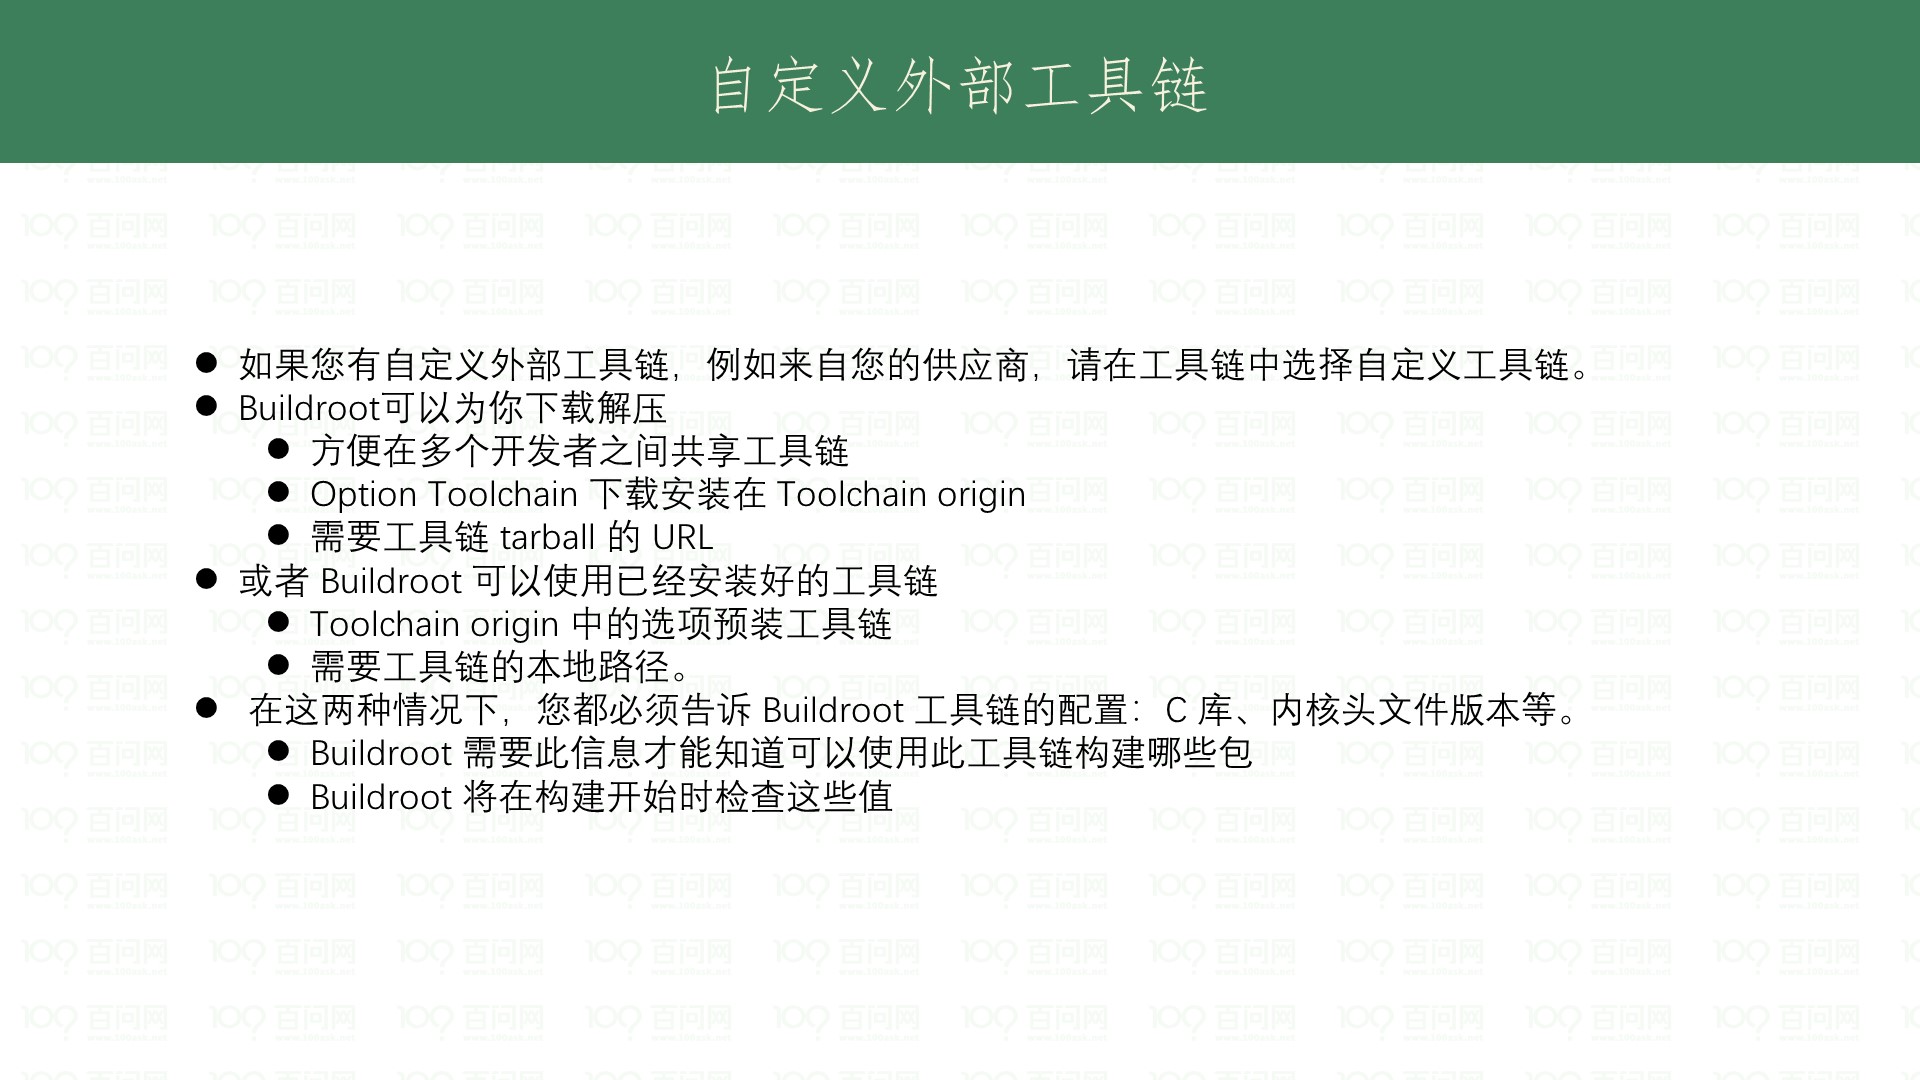 自定义外部工具链
● 如果您有自定义外部工具链，例如来自您的供应商，请在工具链中选择自定义工具链。
● Buildroot可以为你下载解压
● 方便在多个开发者之间共享工具链
● Option Toolchain 下载安装在 Toolchain origin
● 需要工具链 tarball 的 URL
● 或者 Buildroot 可以使用已经安装好的工具链
● Toolchain origin 中的选项预装工具链
● 需要工具链的本地路径。
● 在这两种情况下，您都必须告诉 Buildroot 工具链的配置：C 库、内核头文件版本等。
● Buildroot 需要此信息才能知道可以使用此工具链构建哪些包
● Buildroot 将在构建开始时检查这些值